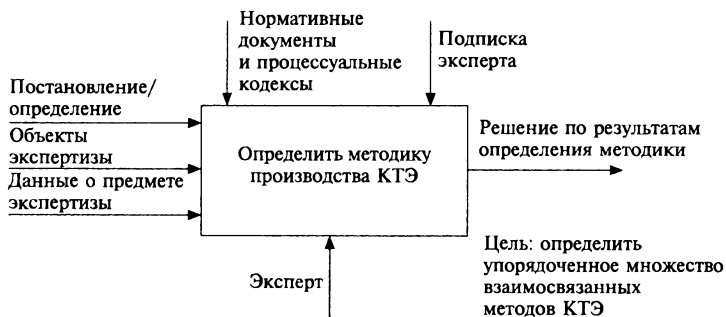 Нормативные
документы
и процессуальные
кодексы
Подписка
эксперта
Постановление/
определение
Объекты
экспертизы
Данные о предмете
экспертизы
Определить методику
производства КТЭ
Решение по результатам
определения методики
Эксперт
Цель: определить
упорядоченное множество
взаимосвязанных
методов КТЭ